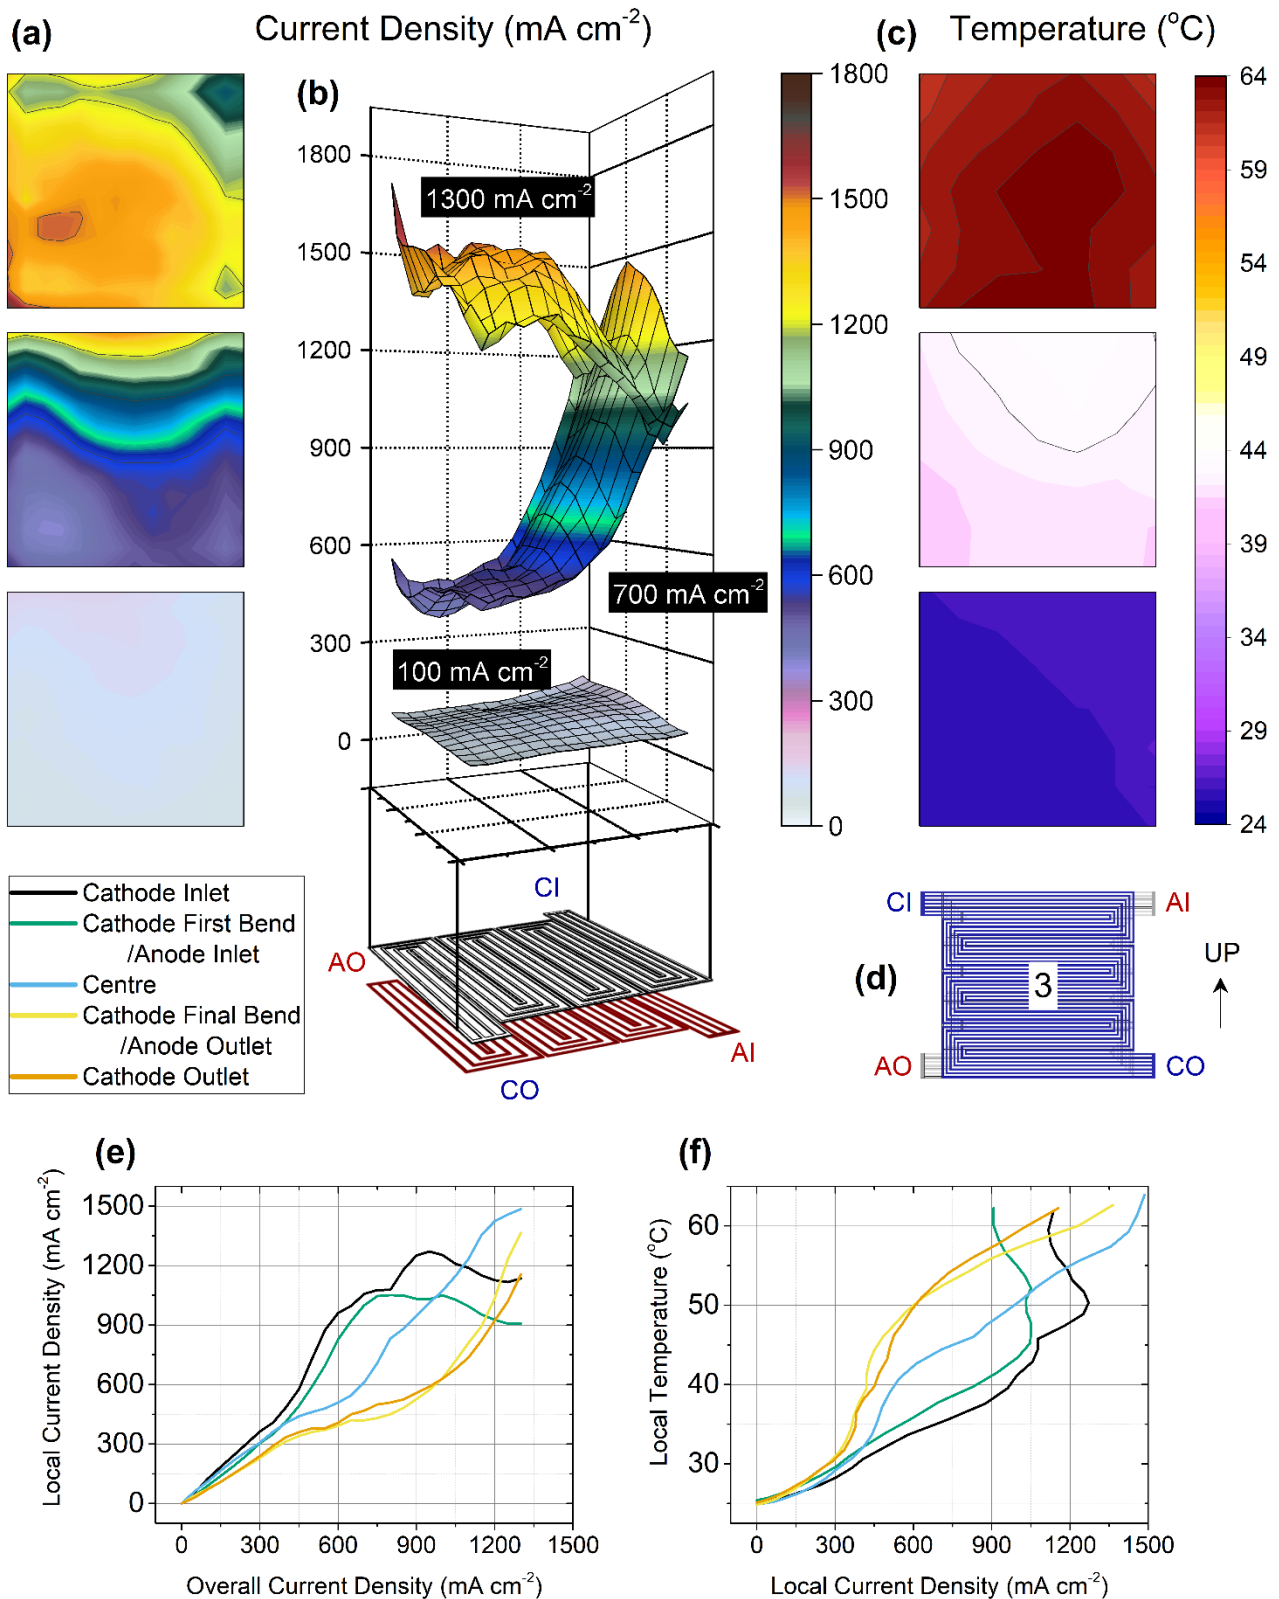 (a)
Current Density (mA cm⁻²)
(c)
Temperature (°C)
(b)
1800
1500
1200
900
600
300
0
1300 mA cm⁻²
700 mA cm⁻²
100 mA cm⁻²
1800
1500
1200
900
600
300
0
64
59
54
49
44
39
34
29
24
Cathode Inlet
Cathode First Bend
/Anode Inlet
Centre
Cathode Final Bend
/Anode Outlet
Cathode Outlet
CI
AO
AI
CO
(d)
CI
AI
3
UP
AO
CO
(e)
Local Current Density (mA cm⁻²)
1500
1200
900
600
300
0
0
300
600
900
1200
1500
Overall Current Density (mA cm⁻²)
(f)
Local Temperature (°C)
60
50
40
30
0
300
600
900
1200
1500
Local Current Density (mA cm⁻²)